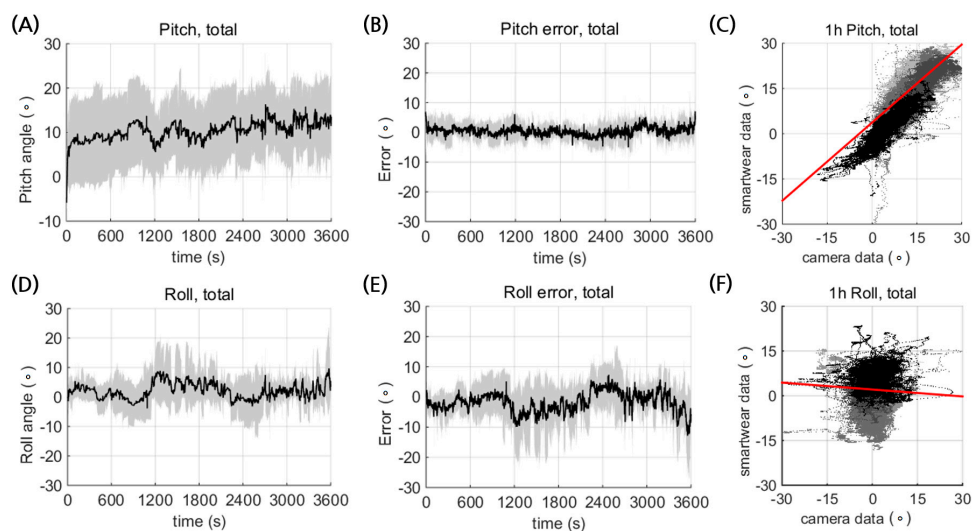 (A)
Pitch, total
30
20
10
0
-10
Pitch angle (∘)
0 600 1200 1800 2400 3000 3600
time (s)
(B)
Pitch error, total
30
20
10
0
-10
-20
-30
Error (∘)
0 600 1200 1800 2400 3000 3600
time (s)
(C)
1h Pitch, total
30
15
0
-15
-30
smartwear data (∘)
-30 -15 0 15 30
camera data (∘)
(D)
Roll, total
30
20
10
0
-10
-20
-30
Roll angle (∘)
0 600 1200 1800 2400 3000 3600
time (s)
(E)
Roll error, total
30
20
10
0
-10
-20
-30
Error (∘)
0 600 1200 1800 2400 3000 3600
time (s)
(F)
1h Roll, total
30
15
0
-15
-30
smartwear data (∘)
-30 -15 0 15 30
camera data (∘)